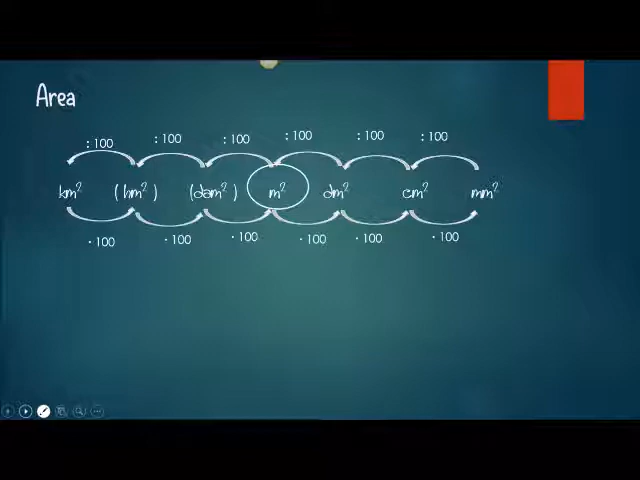 Area
: 100 : 100 : 100 : 100 : 100 : 100
km² (hm²) (dam²) m² dm² cm² mm²
· 100 · 100 · 100 · 100 · 100 · 100